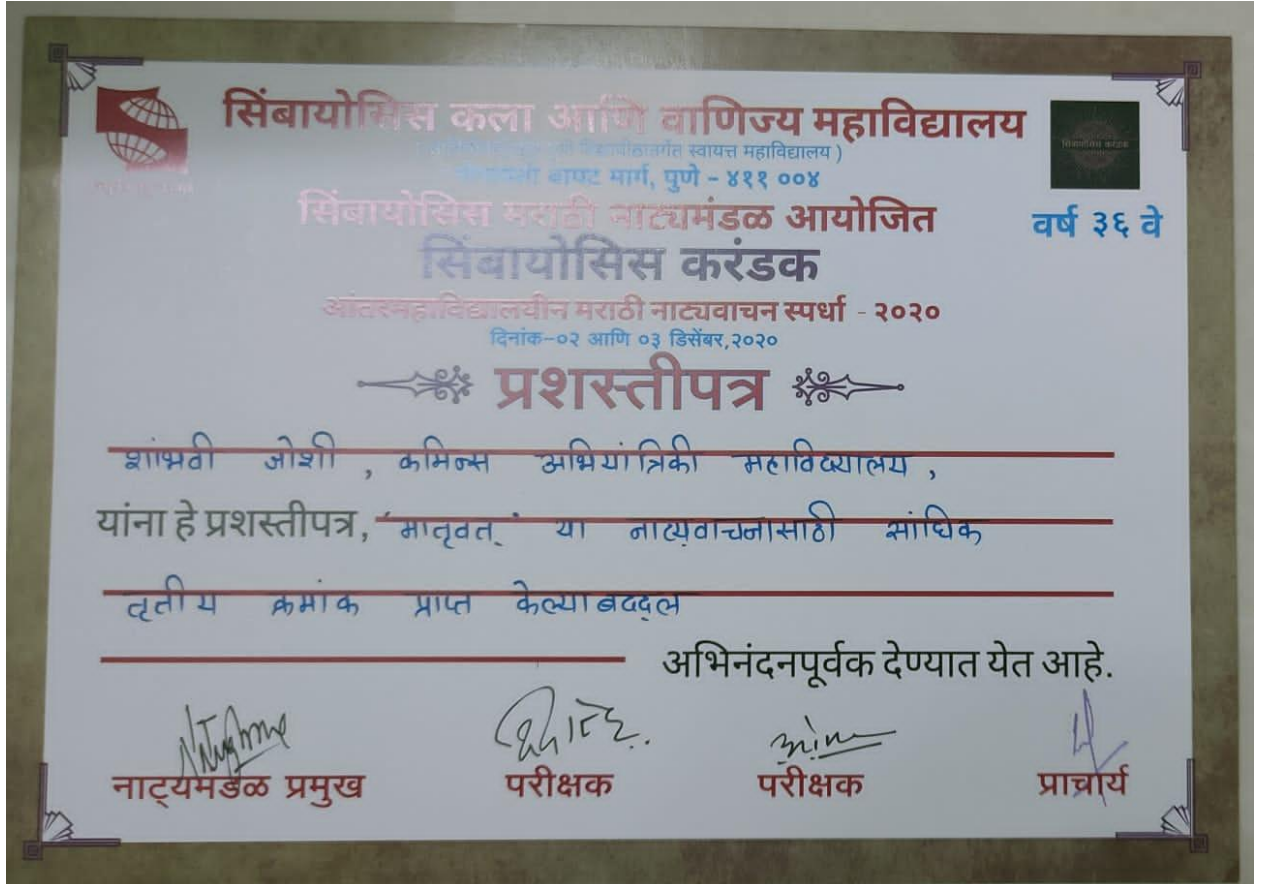 सिंबायोसिस कला आणि वाणिज्य महाविद्यालय
स्वायत्त महाविद्यालय )
बापट मार्ग, पुणे – ४११ ००४
सिंबायोसिस मराठी नाट्यमंडळ आयोजित
वर्ष ३६ वे
सिंबायोसिस करंडक
सिंबायोसिस करंडक
आंतरमहाविद्यालयीन मराठी नाट्यवाचन स्पर्धा - २०२०
दिनांक–०२ आणि ०३ डिसेंबर,२०२०
प्रशस्तीपत्र
शांभवी जोशी , कमिन्स अभियांत्रिकी महाविद्यालय ,
यांना हे प्रशस्तीपत्र, 'मातृवत्' या नाट्यवाचनासाठी सांघिक
तृतीय क्रमांक प्राप्त केल्याबद्दल
अभिनंदनपूर्वक देण्यात येत आहे.
नाट्यमंडळ प्रमुख परीक्षक परीक्षक प्राचार्य